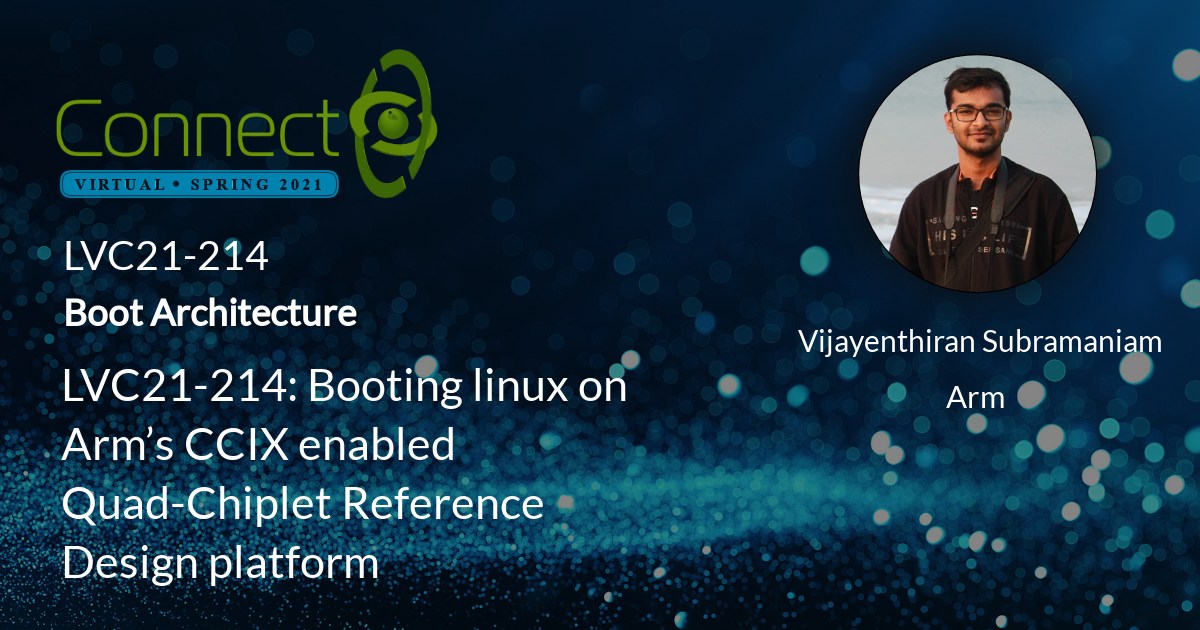 Connect
VIRTUAL • SPRING 2021
LVC21-214
Boot Architecture
LVC21-214: Booting linux on
Arm’s CCIX enabled
Quad-Chiplet Reference
Design platform
Vijayenthiran Subramaniam
Arm